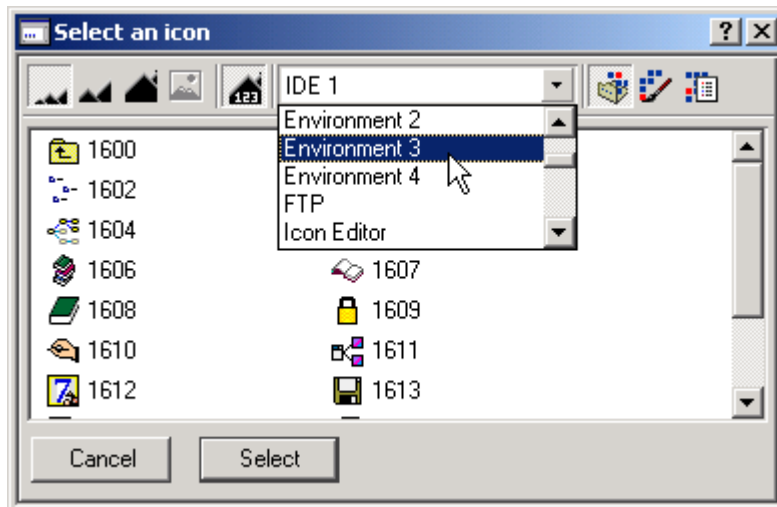 Select an icon
123
IDE 1
Environment 2
Environment 3
Environment 4
FTP
Icon Editor
1600
1602
1604
1606
1607
1608
1609
1610
1611
1612
1613
Cancel
Select